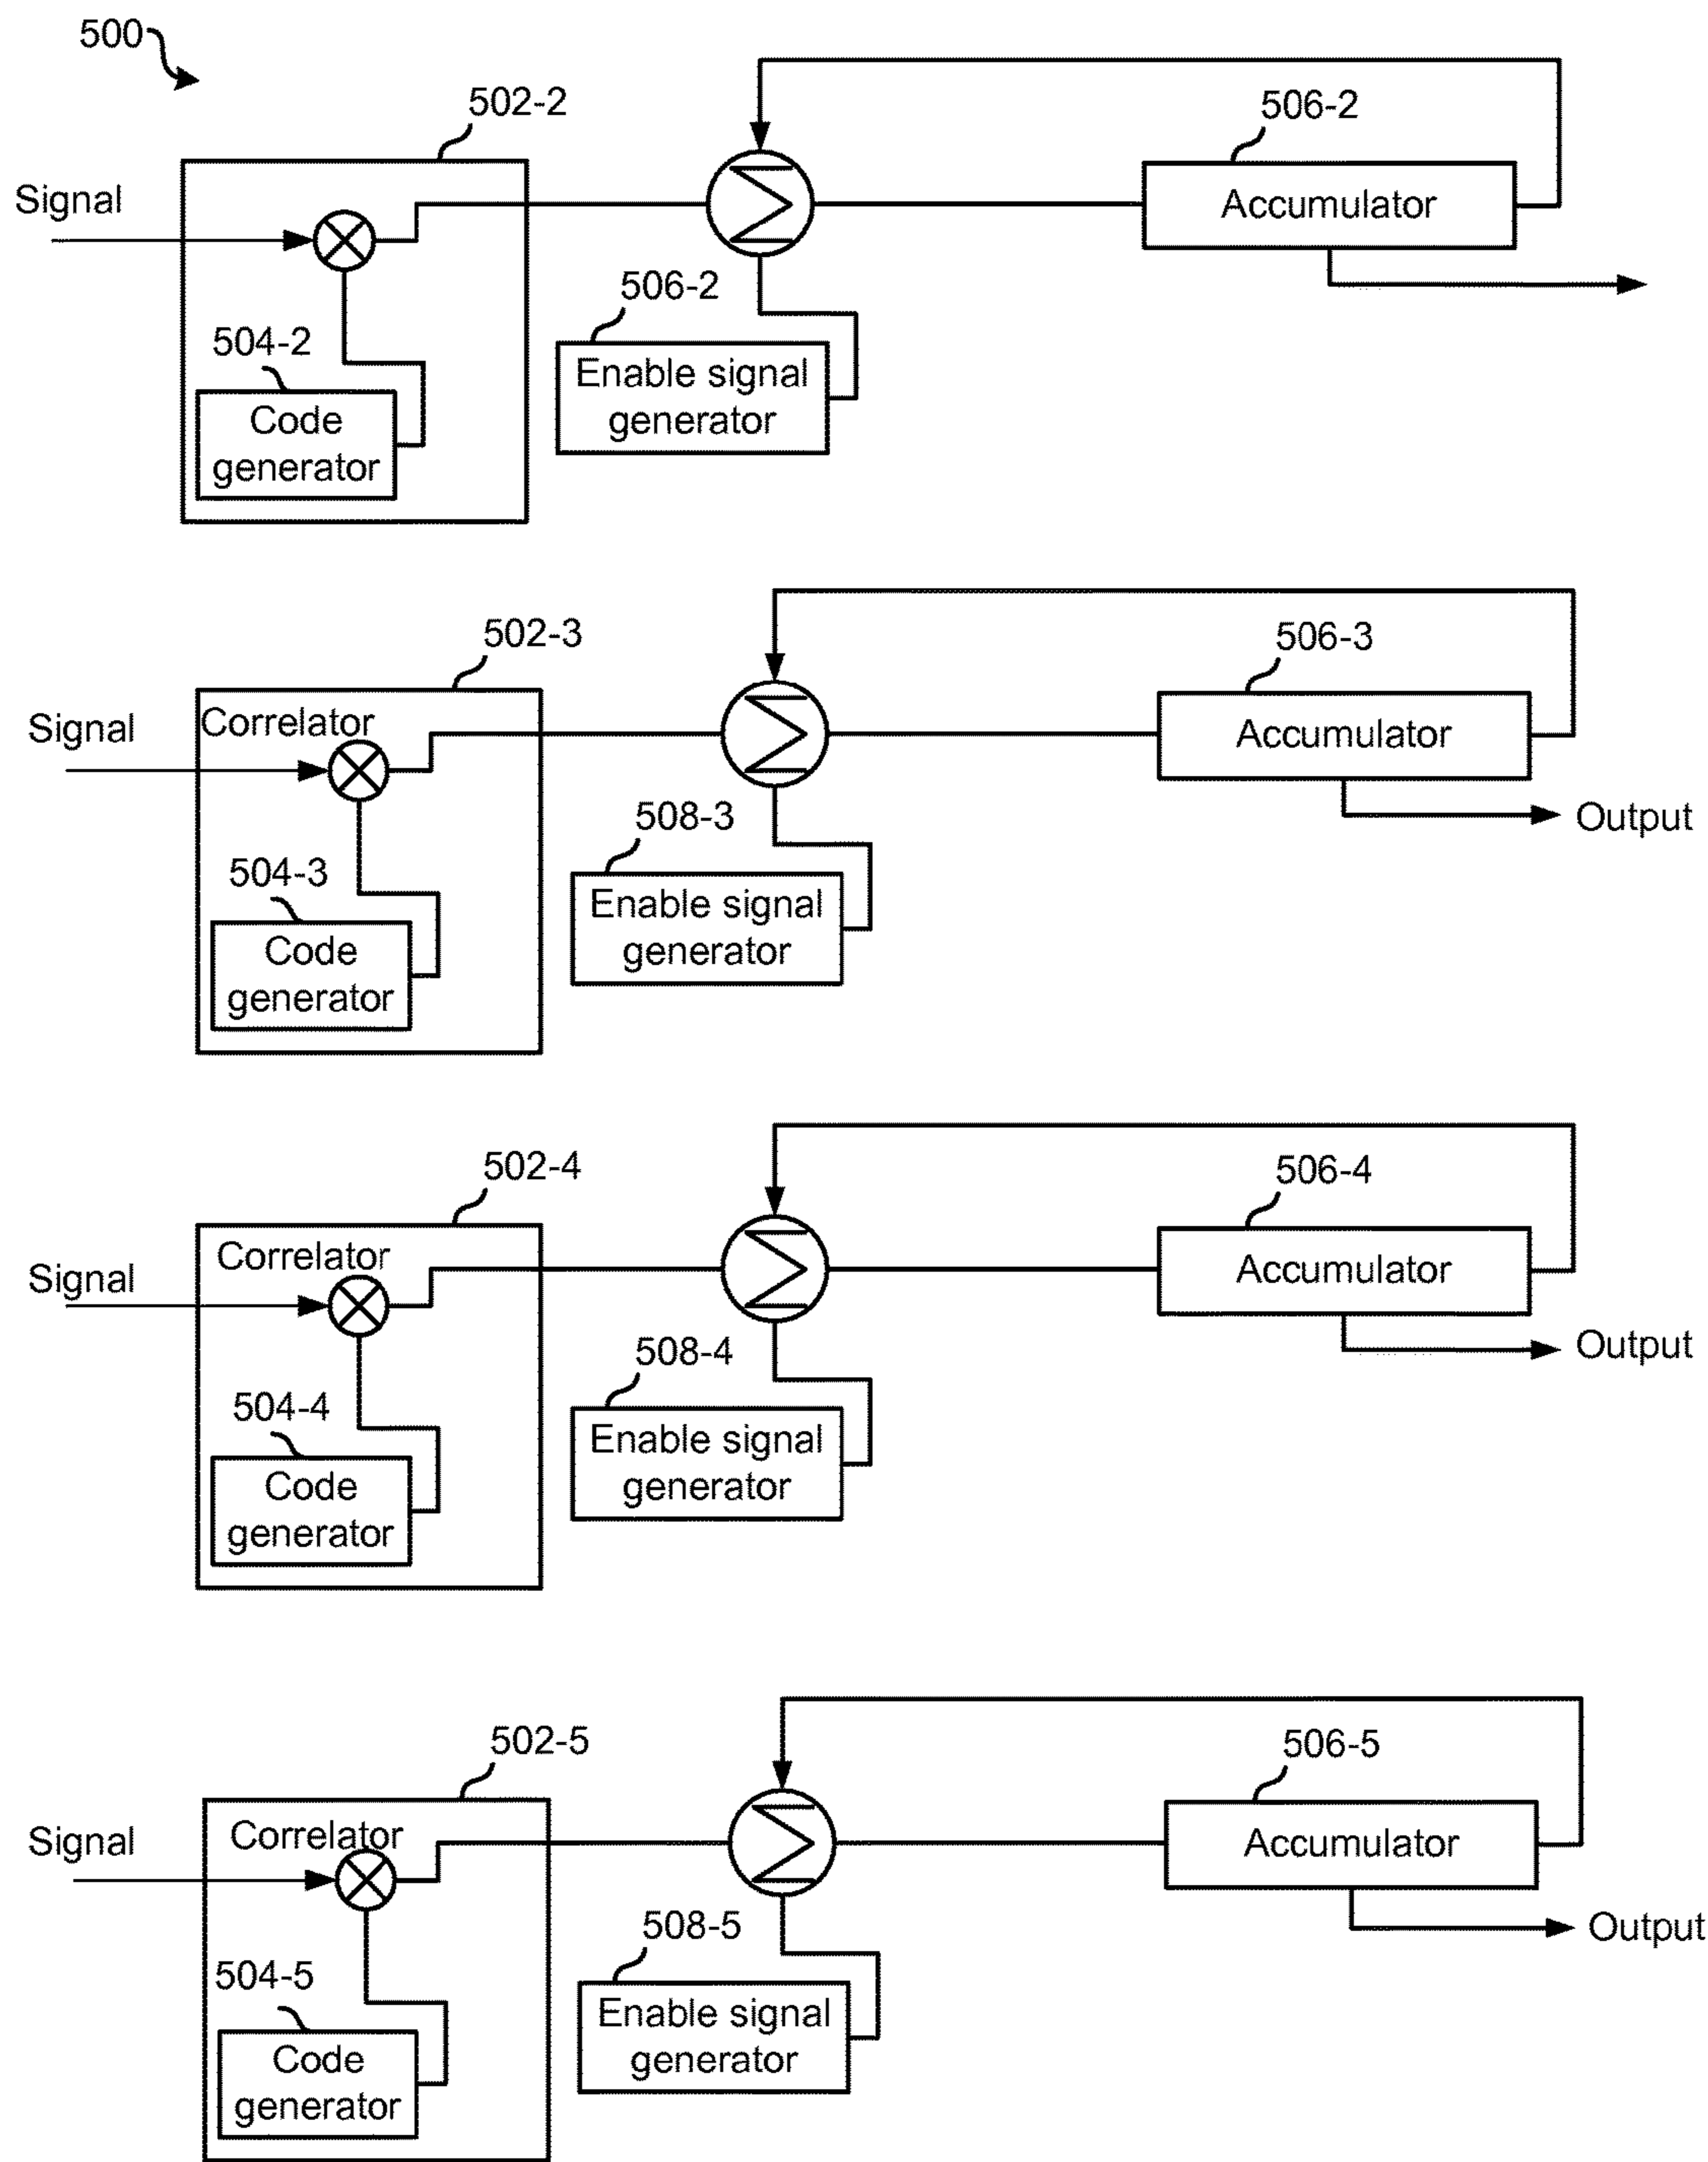 500
502-2
506-2
Signal
Accumulator
506-2
504-2
Enable signal
generator
Code
generator
502-3
506-3
Signal
Correlator
Accumulator
508-3
Output
504-3
Enable signal
generator
Code
generator
502-4
506-4
Signal
Correlator
Accumulator
508-4
Output
504-4
Enable signal
generator
Code
generator
502-5
506-5
Signal
Correlator
Accumulator
508-5
Output
504-5
Enable signal
generator
Code
generator